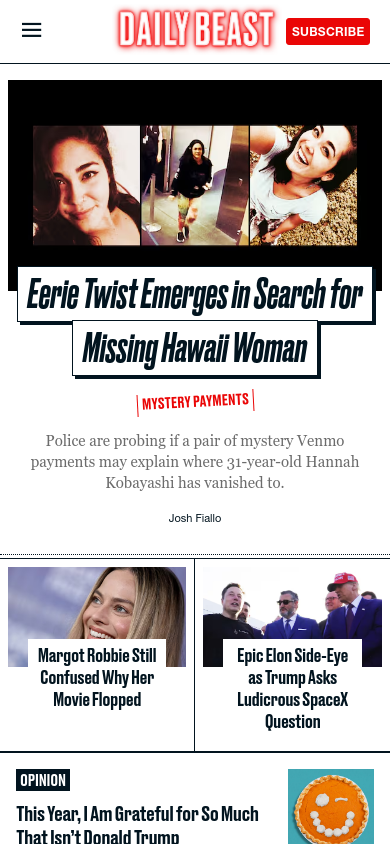 DAILY BEAST
SUBSCRIBE
Eerie Twist Emerges in Search for
Missing Hawaii Woman
MYSTERY PAYMENTS
Police are probing if a pair of mystery Venmo
payments may explain where 31-year-old Hannah
Kobayashi has vanished to.
Josh Fiallo
Margot Robbie Still
Confused Why Her
Movie Flopped
Epic Elon Side-Eye
as Trump Asks
Ludicrous SpaceX
Question
OPINION
This Year, I Am Grateful for So Much
That Isn't Donald Trump